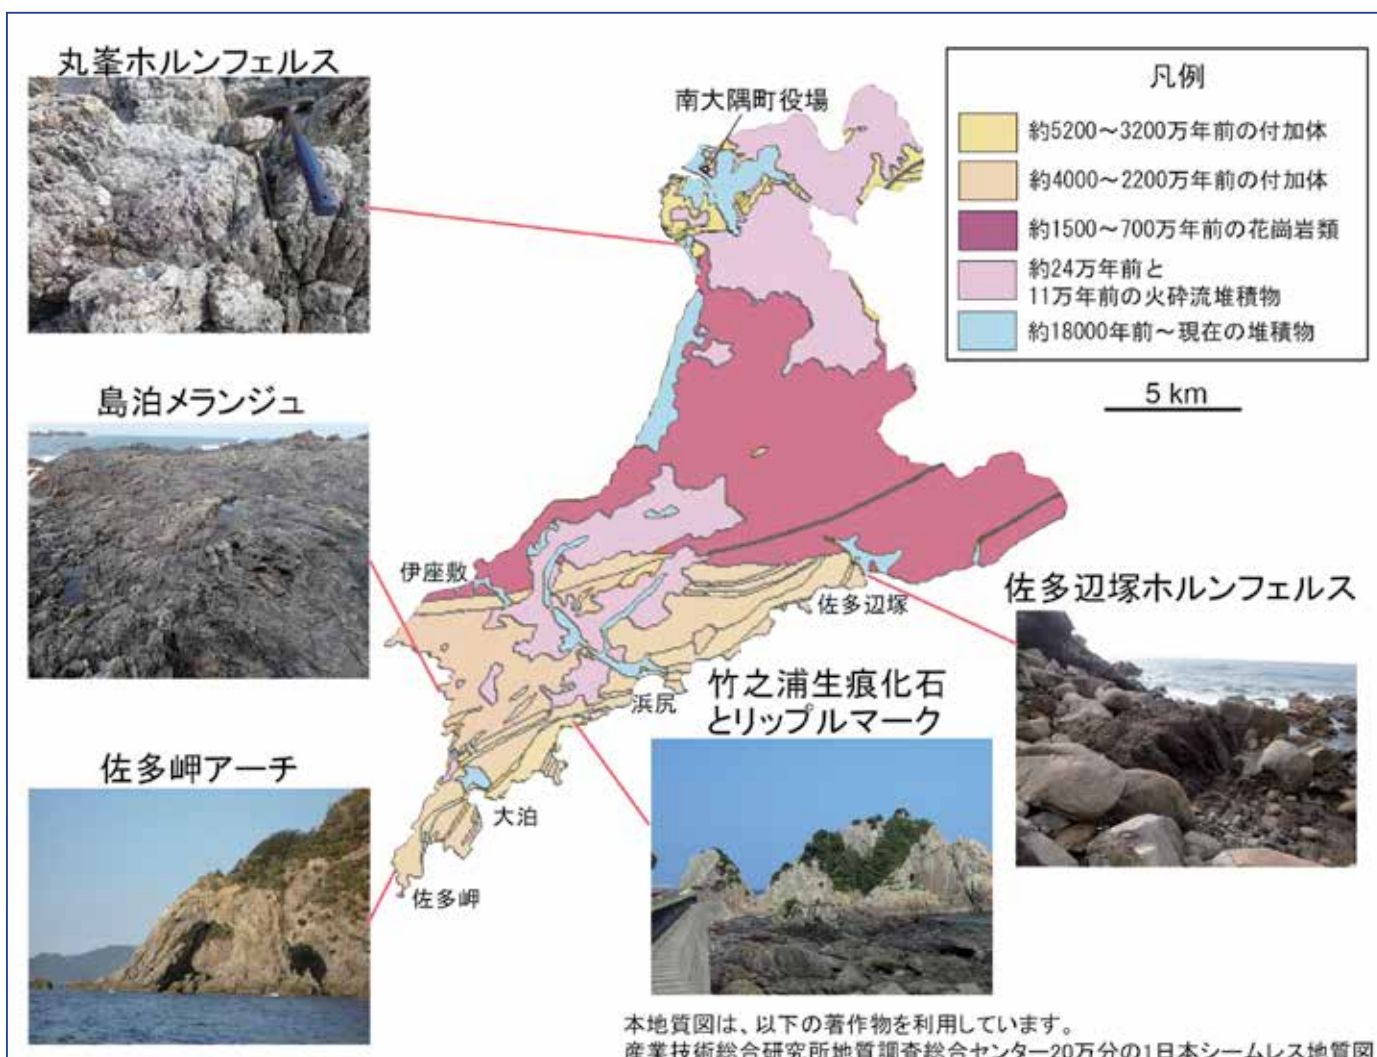 丸峯ホルンフェルス
南大隅町役場
凡例
約5200～3200万年前の付加体
約4000～2200万年前の付加体
約1500～700万年前の花崗岩類
約24万年前と
11万年前の火砕流堆積物
約18000年前～現在の堆積物
5 km
島泊メランジュ
伊座敷
佐多辺塚
佐多辺塚ホルンフェルス
浜尻
竹之浦生痕化石
とリップルマーク
佐多岬アーチ
大泊
佐多岬
本地質図は、以下の著作物を利用しています。
産業技術総合研究所地質調査総合センター20万分の1日本シームレス地質図